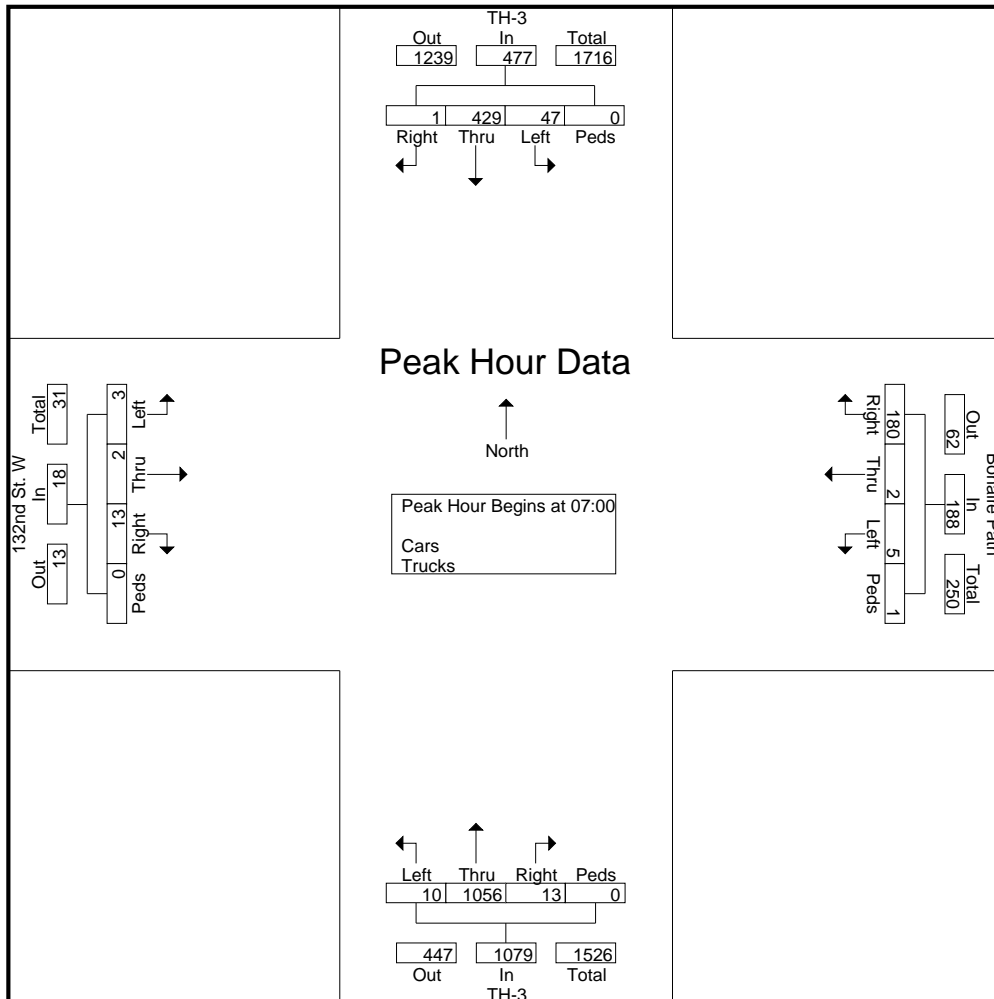 TH-3
Out In Total
1239 477 1716
1 429 47 0
Right Thru Left Peds
Peak Hour Data
North
Peak Hour Begins at 07:00
Cars
Trucks
132nd St. W
Total In Out
31 18 13
3 2 13 0
Left Thru Right Peds
Right Thru Left Peds
180 2 5 1
Out In Total
62 188 250
Left Thru Right Peds
10 1056 13 0
447 1079 1526
Out In Total
TH-3